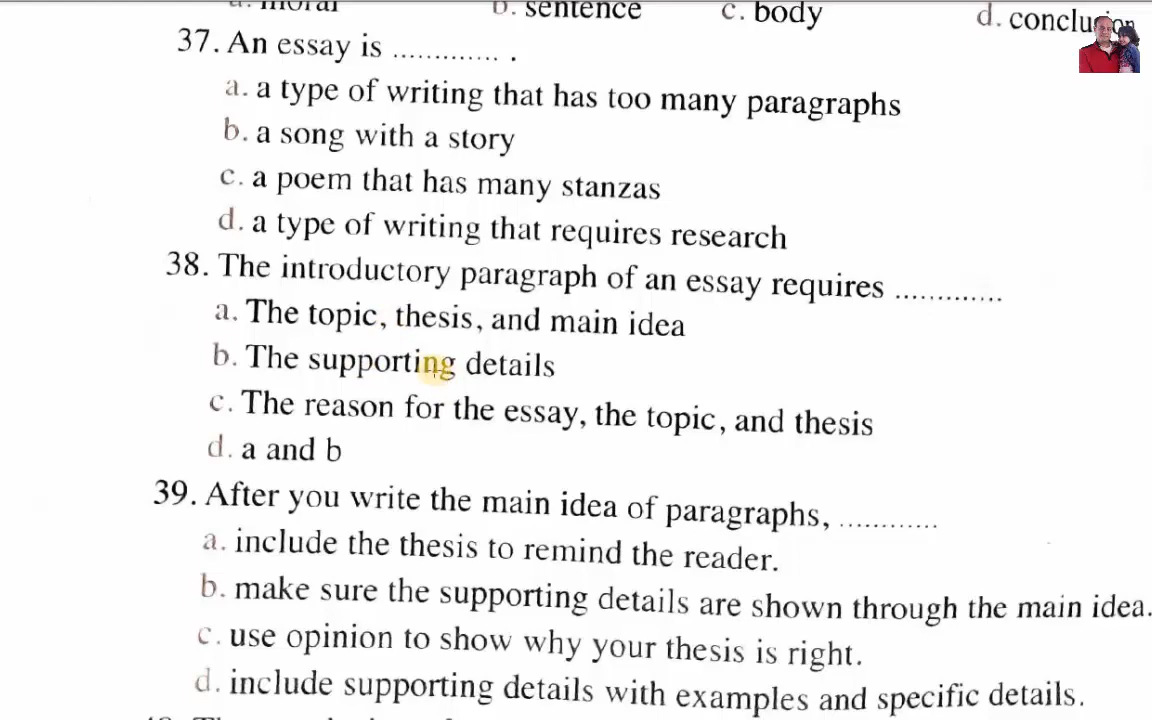 b. sentence c. body d. conclusion
37. An essay is ............. .
a. a type of writing that has too many paragraphs
b. a song with a story
c. a poem that has many stanzas
d. a type of writing that requires research
38. The introductory paragraph of an essay requires .............
a. The topic, thesis, and main idea
b. The supporting details
c. The reason for the essay, the topic, and thesis
d. a and b
39. After you write the main idea of paragraphs, ............
a. include the thesis to remind the reader.
b. make sure the supporting details are shown through the main idea.
c. use opinion to show why your thesis is right.
d. include supporting details with examples and specific details.